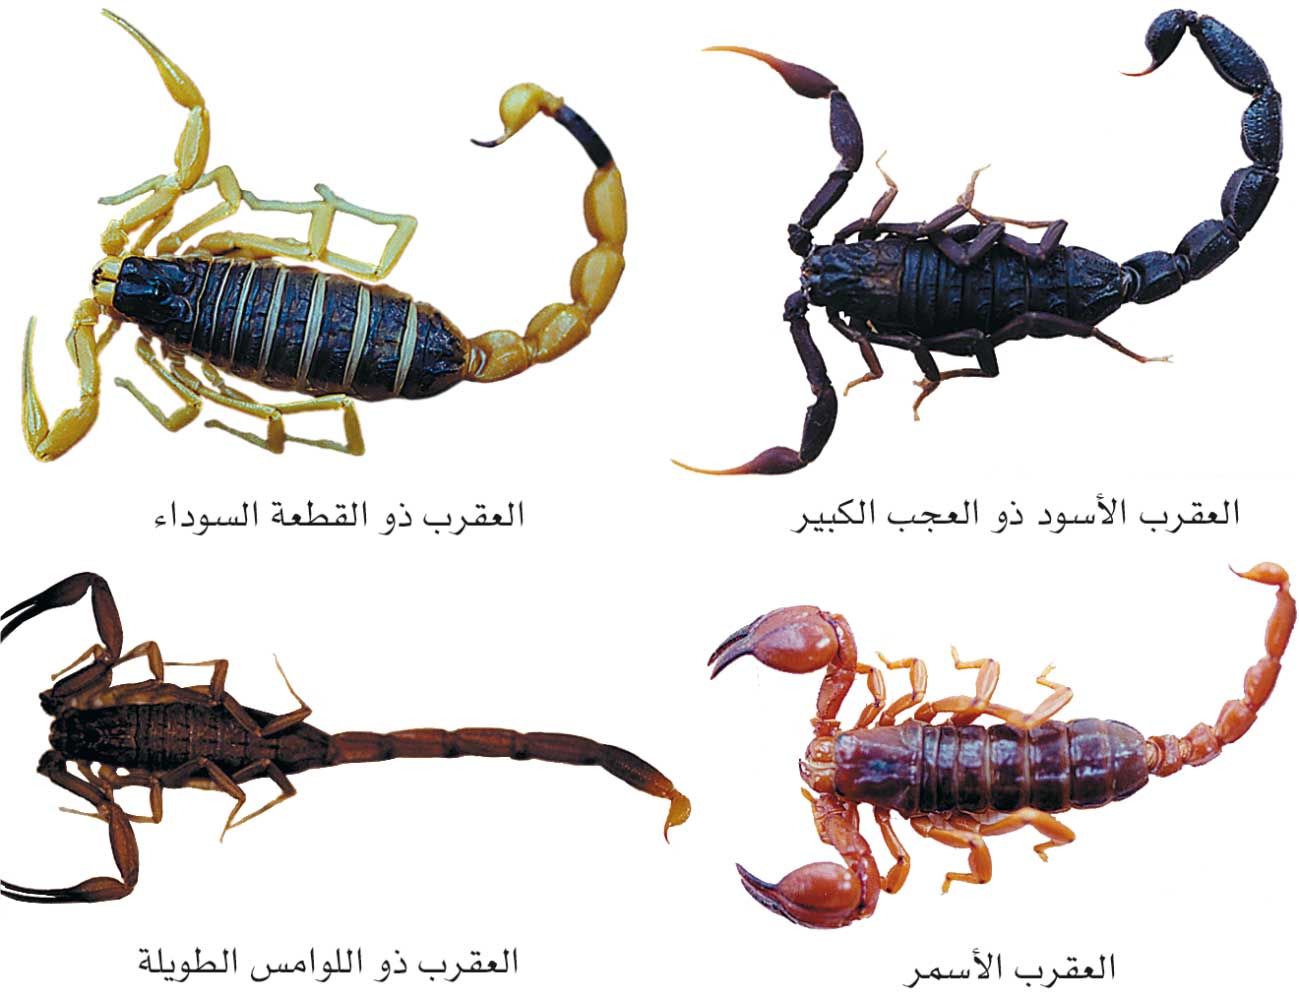 العقرب الأسود ذو العجب الكبير
العقرب ذو القطعة السوداء
العقرب الأسمر
العقرب ذو اللوامس الطويلة